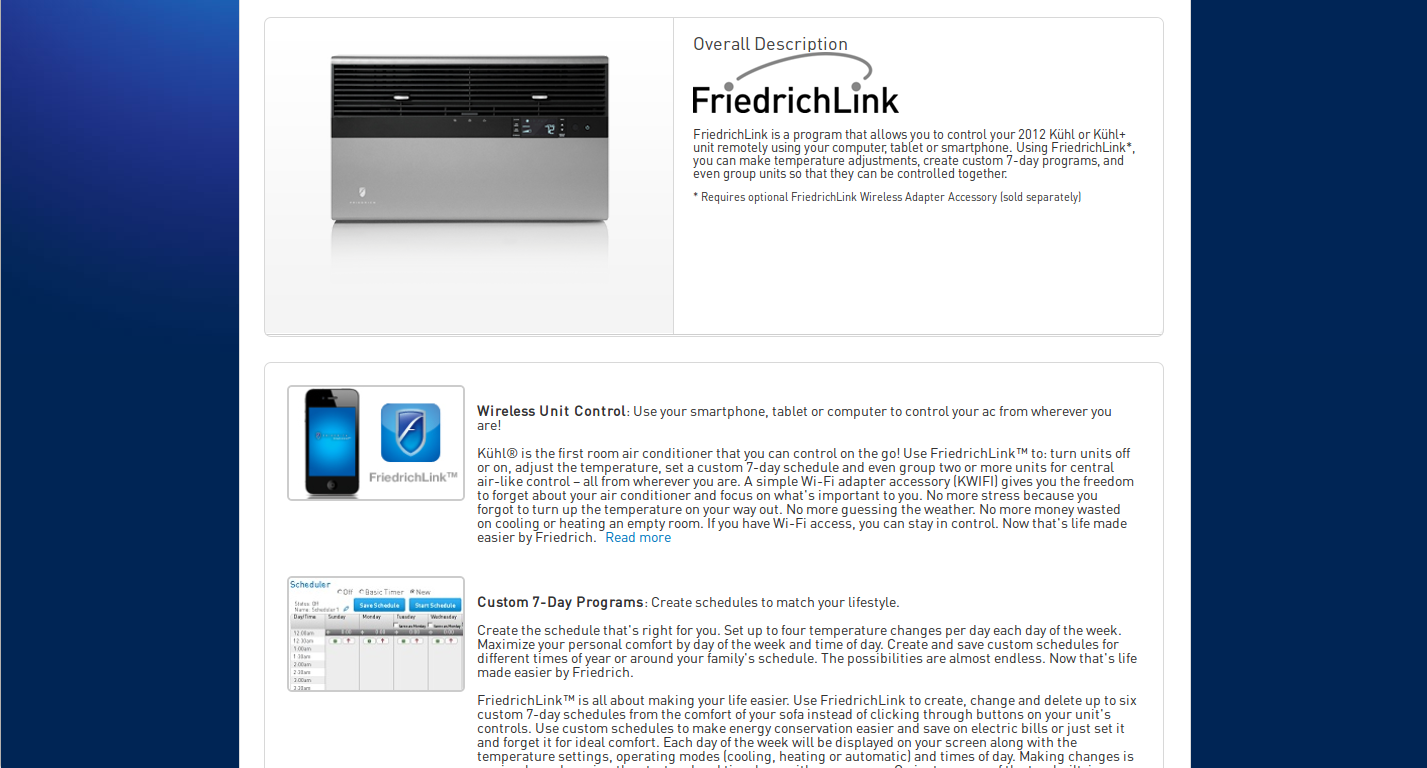 Overall Description
FriedrichLink
FriedrichLink is a program that allows you to control your 2012 Kühl or Kühl+
unit remotely using your computer, tablet or smartphone. Using FriedrichLink*,
you can make temperature adjustments, create custom 7-day programs, and
even group units so that they can be controlled together.
* Requires optional FriedrichLink Wireless Adapter Accessory (sold separately)
72
FriedrichLink™
Wireless Unit Control: Use your smartphone, tablet or computer to control your ac from wherever you
are!
Kühl® is the first room air conditioner that you can control on the go! Use FriedrichLink™ to: turn units off
or on, adjust the temperature, set a custom 7-day schedule and even group two or more units for central
air-like control – all from wherever you are. A simple Wi-Fi adapter accessory (KWIFI) gives you the freedom
to forget about your air conditioner and focus on what's important to you. No more stress because you
forgot to turn up the temperature on your way out. No more guessing the weather. No more money wasted
on cooling or heating an empty room. If you have Wi-Fi access, you can stay in control. Now that's life made
easier by Friedrich. Read more
Scheduler
Off Basic Timer New
Status: Off
Name: Scheduler 1
Save Schedule Start Schedule
Day/Time Sunday Monday Tuesday Wednesday
Same as Monday
12:00am
12:30am
1:00am
1:30am
2:00am
2:30am
3:00am
3:30am
Custom 7-Day Programs: Create schedules to match your lifestyle.
Create the schedule that's right for you. Set up to four temperature changes per day each day of the week.
Maximize your personal comfort by day of the week and time of day. Create and save custom schedules for
different times of year or around your family's schedule. The possibilities are almost endless. Now that's life
made easier by Friedrich.
FriedrichLink™ is all about making your life easier. Use FriedrichLink to create, change and delete up to six
custom 7-day schedules from the comfort of your sofa instead of clicking through buttons on your unit's
controls. Use custom schedules to make energy conservation easier and save on electric bills or just set it
and forget it for ideal comfort. Each day of the week will be displayed on your screen along with the
temperature settings, operating modes (cooling, heating or automatic) and times of day. Making changes is